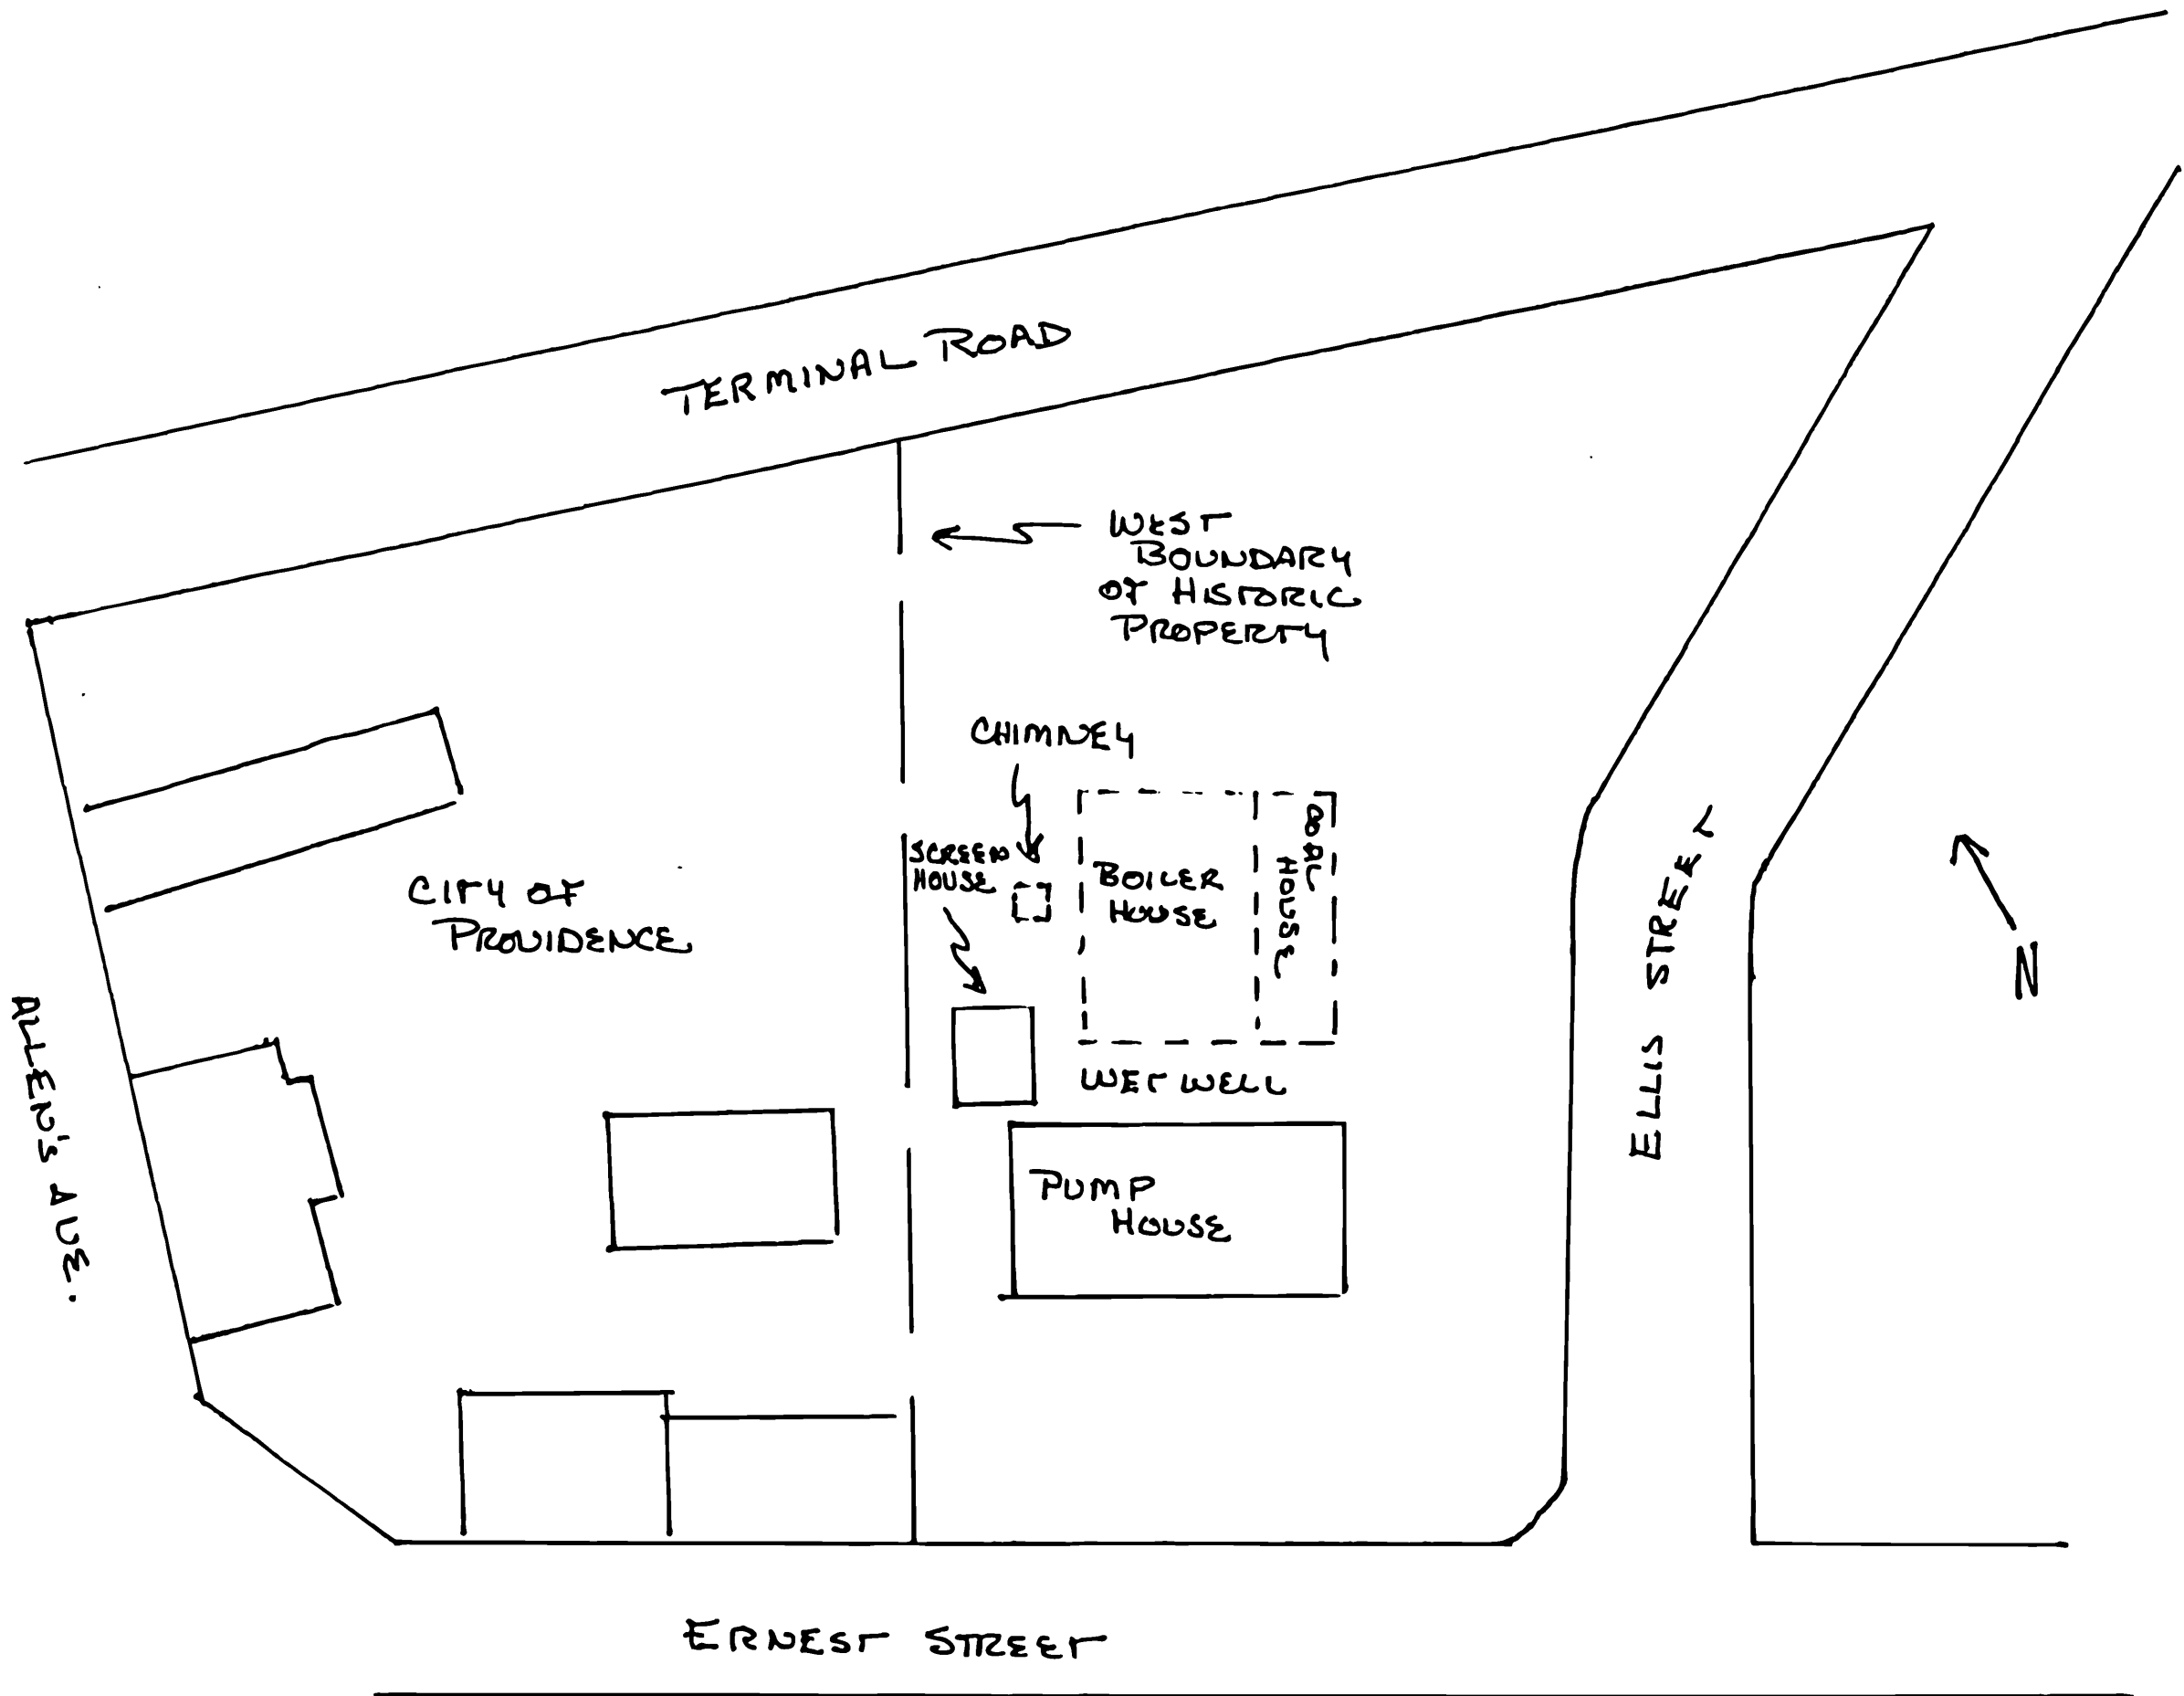 TERMINAL ROAD
WEST
BOUNDARY
OF HISTORIC
PROPERTY
CHIMNEY
SCREEN
HOUSE
BOILER
HOUSE
COAL
HOUSE
CITY OF
PROVIDENCE
WET WELL
PUMP
HOUSE
ALLEN'S AVE.
ELLIS STREET
N
ERNEST STREET